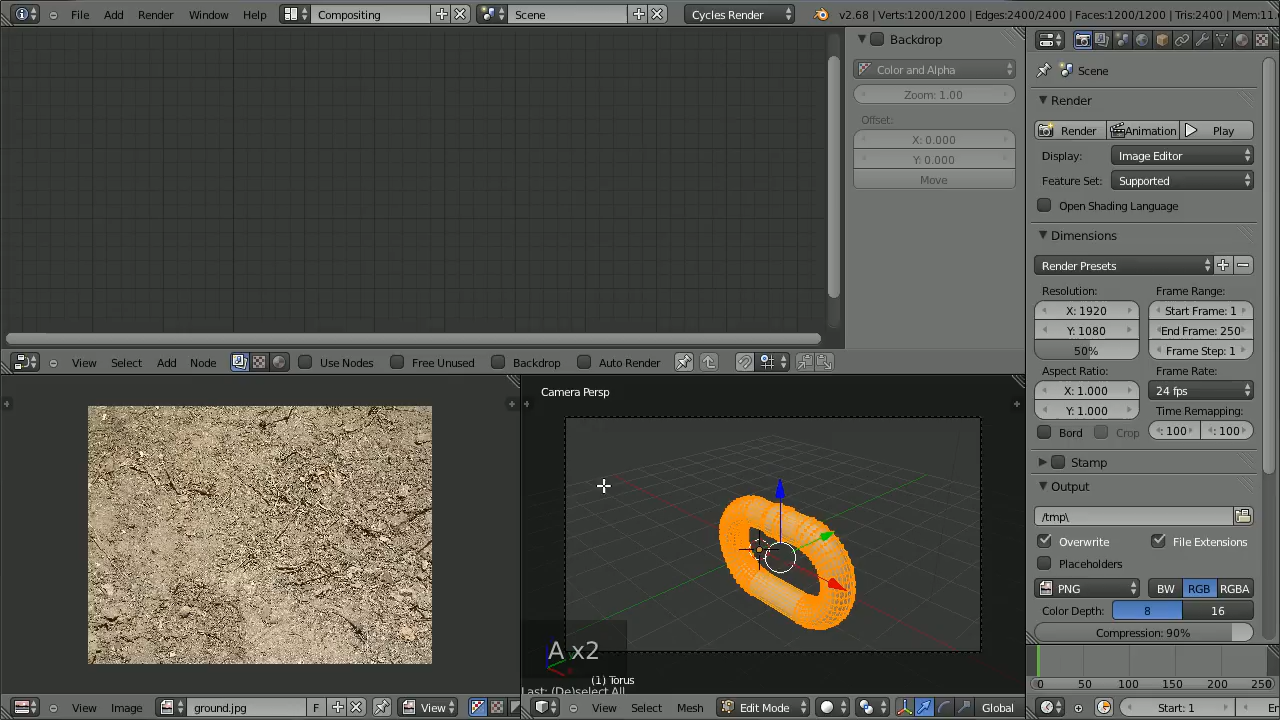 File Add Render Window Help Compositing Scene Cycles Render v2.68 | Verts:1200/1200 | Edges:2400/2400 | Faces:1200/1200 | Tris:2400 | Mem:11
Backdrop
Color and Alpha
Zoom: 1.00
Offset:
X: 0.000
Y: 0.000
Move
View Select Add Node Use Nodes Free Unused Backdrop Auto Render
Camera Persp
A x2
(1) Torus
Last: (De)select All
View Image ground.jpg F View
View Select Mesh Edit Mode Global
Scene
Render
Render Animation Play
Display: Image Editor
Feature Set: Supported
Open Shading Language
Dimensions
Render Presets
Resolution: Frame Range:
X: 1920 Start Frame: 1
Y: 1080 End Frame: 250
50% Frame Step: 1
Aspect Ratio: Frame Rate:
X: 1.000 24 fps
Y: 1.000 Time Remapping:
Bord Crop : 100 : 100
Stamp
Output
/tmp\
Overwrite File Extensions
Placeholders
PNG BW RGB RGBA
Color Depth: 8 16
Compression: 90%
0 50 100 150 200 250
Start: 1